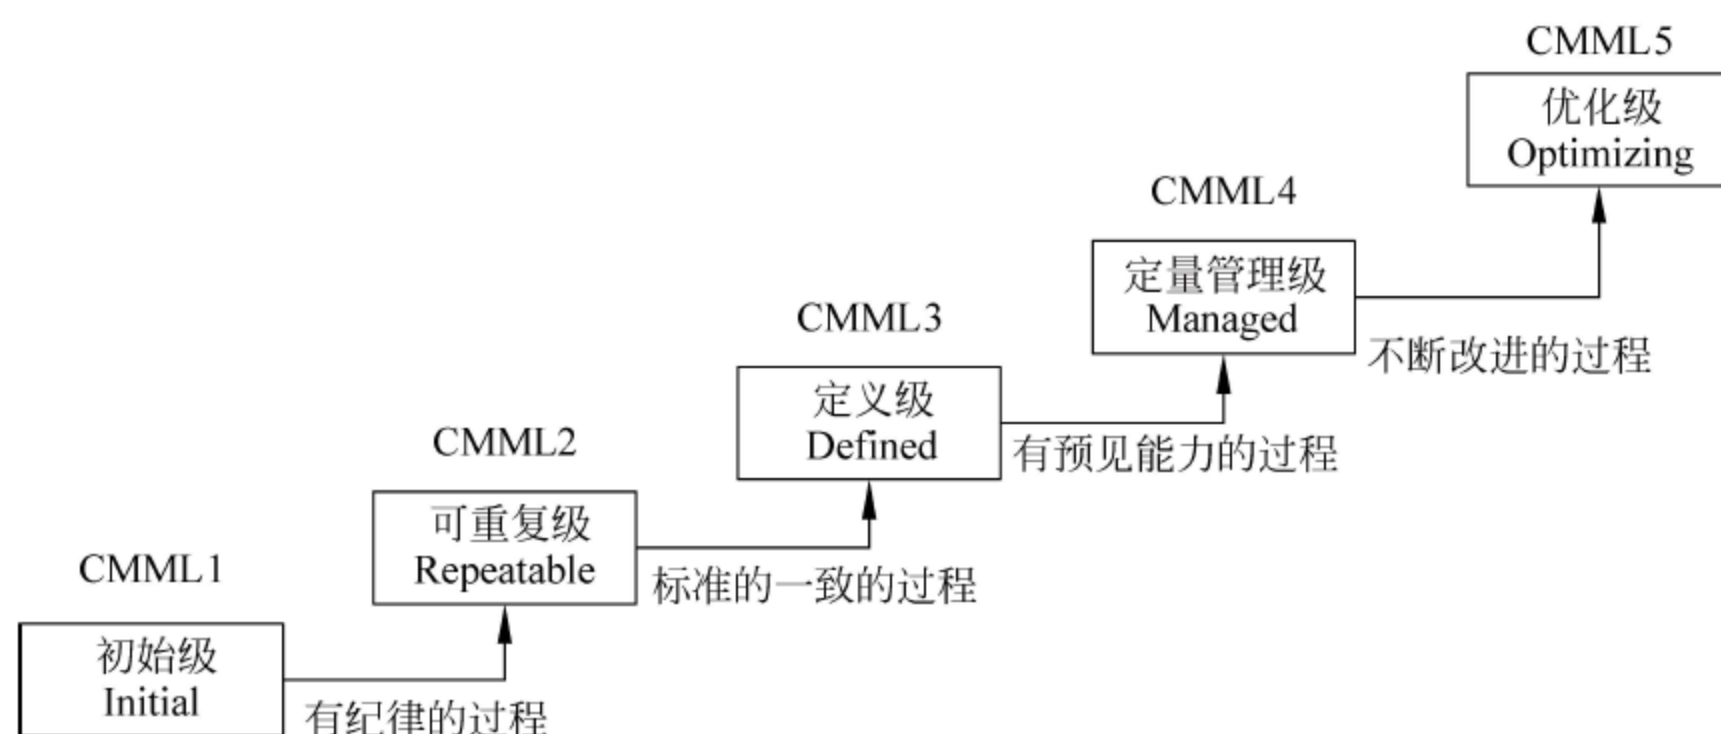 CMML5
优化级
Optimizing
CMML4
定量管理级
Managed
不断改进的过程
CMML3
定义级
Defined
有预见能力的过程
CMML2
可重复级
Repeatable
标准的一致的过程
CMML1
初始级
Initial
有纪律的过程